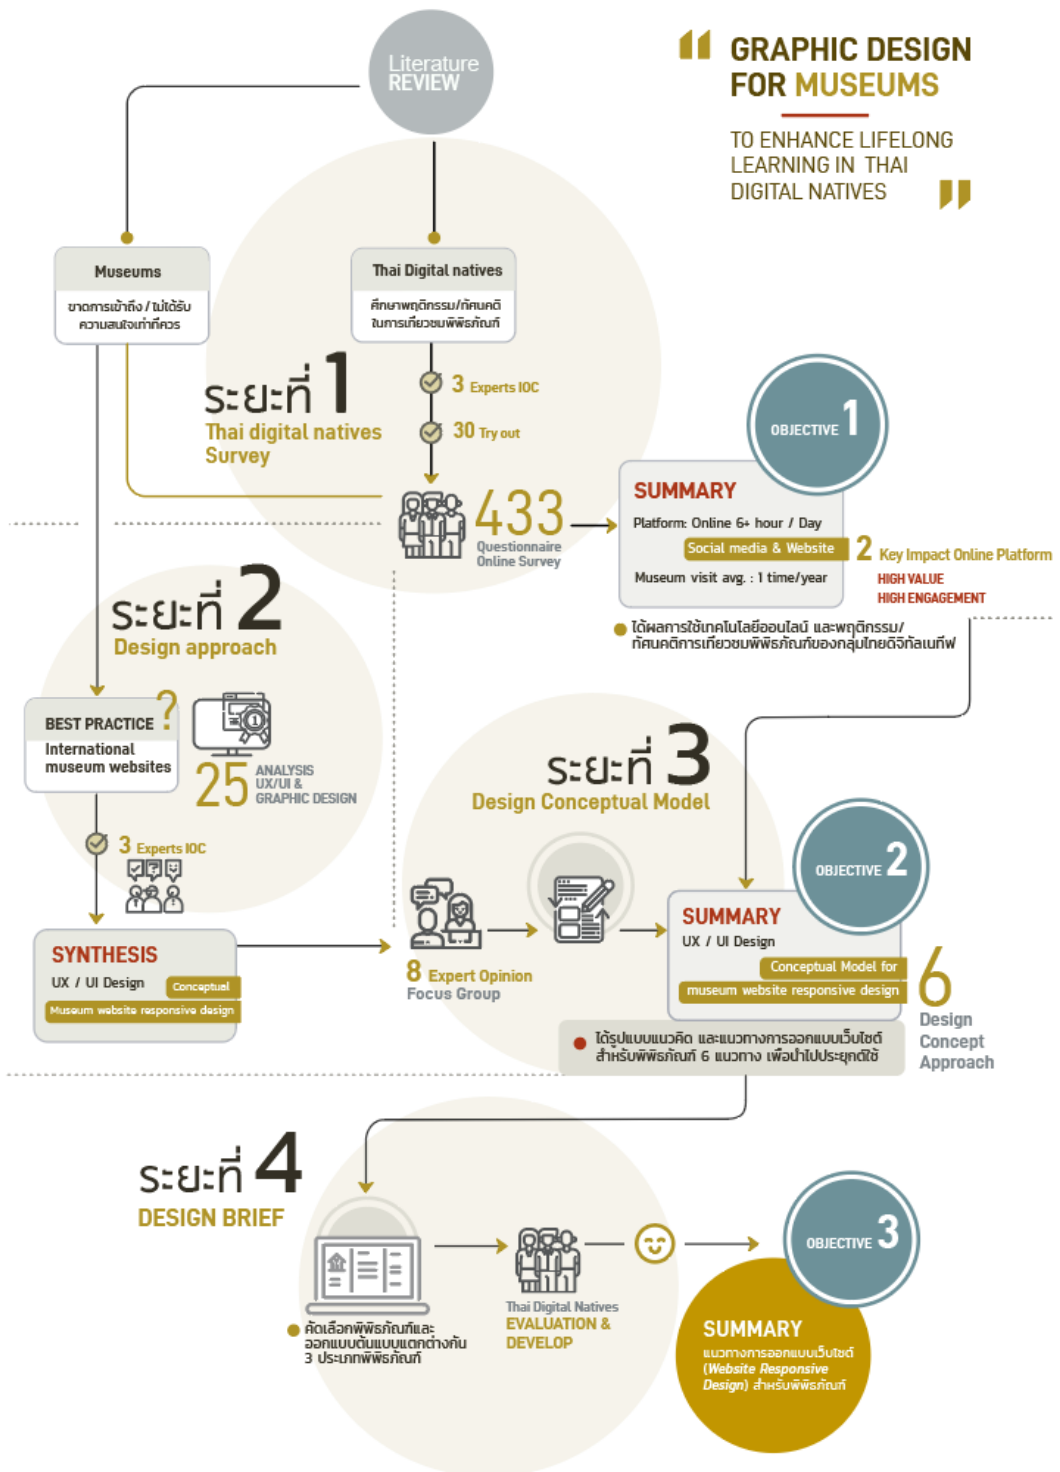 Literature
REVIEW
GRAPHIC DESIGN
FOR MUSEUMS
TO ENHANCE LIFELONG
LEARNING IN THAI
DIGITAL NATIVES
Museums
ขาดการเข้าถึง / ไม่ได้รับ
ความสนใจเท่าที่ควร
Thai Digital natives
ศึกษาพฤติกรรม/ทัศนคติ
ในการเที่ยวชมพิพิธภัณฑ์
ระยะที่ 1
Thai digital natives
Survey
3 Experts IOC
30 Try out
433
Questionnaire
Online Survey
OBJECTIVE 1
SUMMARY
Platform: Online 6+ hour / Day
Social media & Website
Museum visit avg. : 1 time/year
2 Key Impact Online Platform
HIGH VALUE
HIGH ENGAGEMENT
ได้ผลการใช้เทคโนโลยีออนไลน์ และพฤติกรรม/
ทัศนคติการเที่ยวชมพิพิธภัณฑ์ของกลุ่มไทยดิจิทัลเนทีฟ
ระยะที่ 2
Design approach
BEST PRACTICE ?
International
museum websites
25
ANALYSIS
UX/UI &
GRAPHIC DESIGN
3 Experts IOC
SYNTHESIS
UX / UI Design
Conceptual
Museum website responsive design
ระยะที่ 3
Design Conceptual Model
8 Expert Opinion
Focus Group
OBJECTIVE 2
SUMMARY
UX / UI Design
Conceptual Model for
museum website responsive design
6
Design
Concept
Approach
ได้รูปแบบแนวคิด และแนวทางการออกแบบเว็บไซต์
สำหรับพิพิธภัณฑ์ 6 แนวทาง เพื่อนำไปประยุกต์ใช้
ระยะที่ 4
DESIGN BRIEF
คัดเลือกพิพิธภัณฑ์และ
ออกแบบต้นแบบแตกต่างกัน
3 ประเภทพิพิธภัณฑ์
Thai Digital Natives
EVALUATION &
DEVELOP
OBJECTIVE 3
SUMMARY
แนวทางการออกแบบเว็บไซต์
(Website Responsive
Design) สำหรับพิพิธภัณฑ์